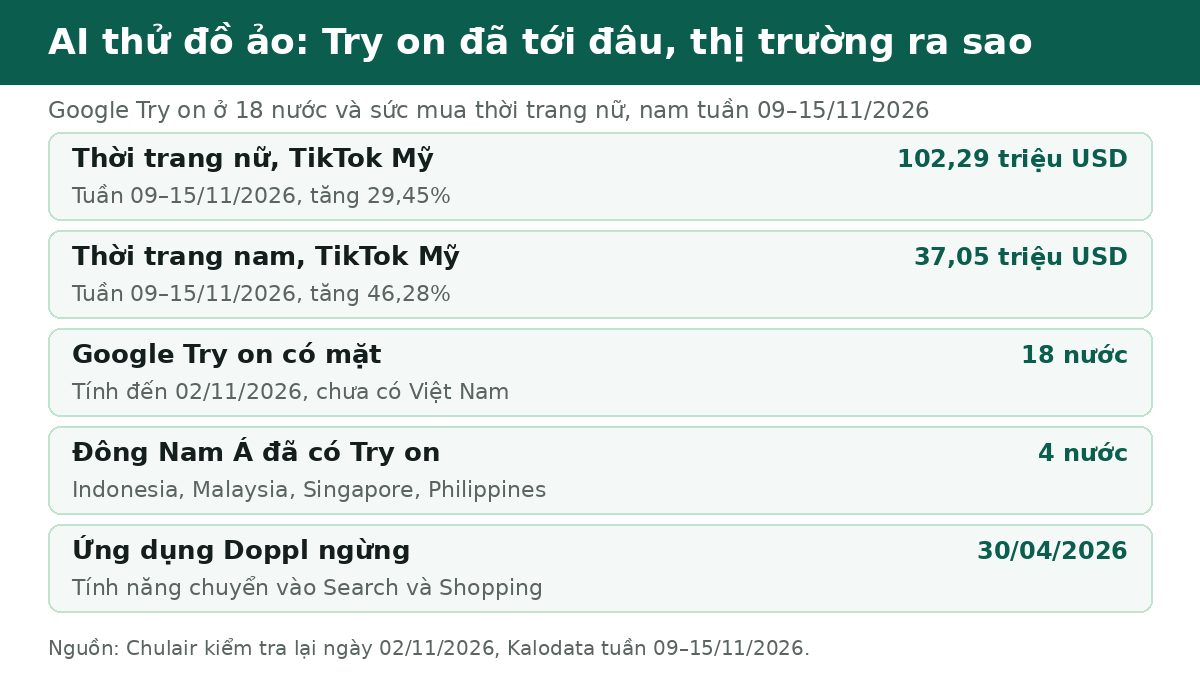 AI thử đồ ảo: Try on đã tới đâu, thị trường ra sao
Google Try on ở 18 nước và sức mua thời trang nữ, nam tuần 09–15/11/2026
Thời trang nữ, TikTok Mỹ
102,29 triệu USD
Tuần 09–15/11/2026, tăng 29,45%
Thời trang nam, TikTok Mỹ
37,05 triệu USD
Tuần 09–15/11/2026, tăng 46,28%
Google Try on có mặt
18 nước
Tính đến 02/11/2026, chưa có Việt Nam
Đông Nam Á đã có Try on
4 nước
Indonesia, Malaysia, Singapore, Philippines
Ứng dụng Doppl ngừng
30/04/2026
Tính năng chuyển vào Search và Shopping
Nguồn: Chulair kiểm tra lại ngày 02/11/2026, Kalodata tuần 09–15/11/2026.